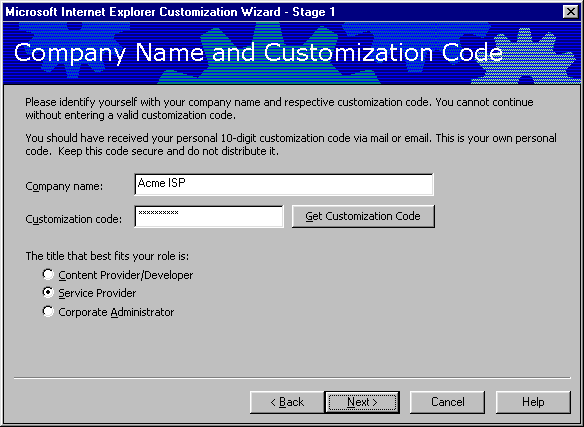 Microsoft Internet Explorer Customization Wizard - Stage 1
Company Name and Customization Code
Please identify yourself with your company name and respective customization code. You cannot continue
without entering a valid customization code.
You should have received your personal 10-digit customization code via mail or email. This is your own personal
code. Keep this code secure and do not distribute it.
Company name:
Acme ISP
Customization code:
xxxxxxxxxx
Get Customization Code
The title that best fits your role is:
Content Provider/Developer
Service Provider
Corporate Administrator
< Back
Next >
Cancel
Help